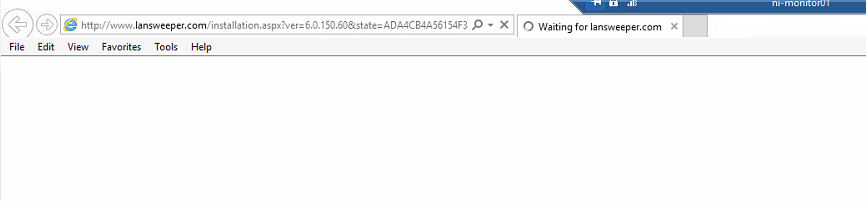 ni-monitor01
http://www.lansweeper.com/installation.aspx?ver=6.0.150.60&state=ADA4CB4A56154F3
Waiting for lansweeper.com
File Edit View Favorites Tools Help